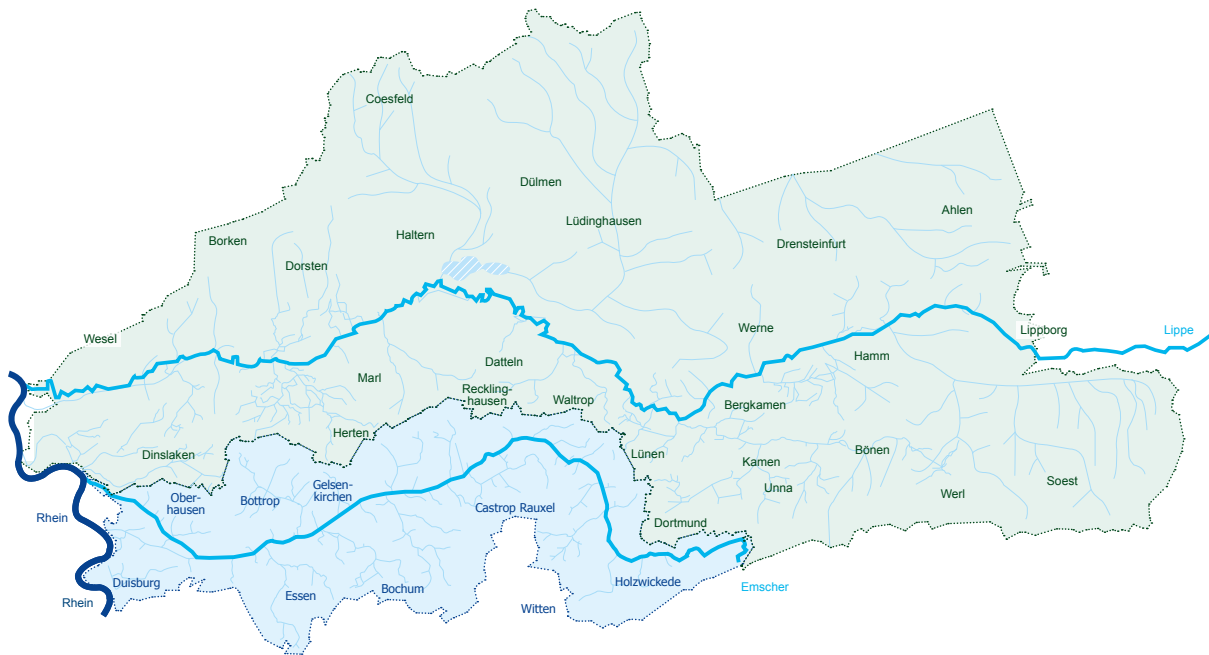 Coesfeld
Dülmen
Lüdinghausen
Ahlen
Haltern
Borken
Drensteinfurt
Dorsten
Wesel
Werne
Lippborg
Lippe
Hamm
Datteln
Marl
Reckling-
hausen
Waltrop
Bergkamen
Herten
Dinslaken
Lünen
Bönen
Kamen
Unna
Werl
Soest
Gelsen-
kirchen
Ober-
hausen
Bottrop
Castrop Rauxel
Rhein
Dortmund
Duisburg
Holzwickede
Emscher
Essen
Bochum
Rhein
Witten